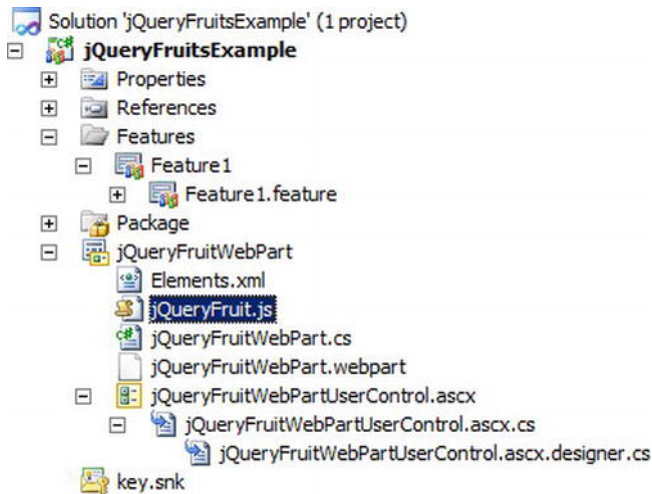 Solution 'jQueryFruitsExample' (1 project)
jQueryFruitsExample
Properties
References
Features
Feature1
Feature1.feature
Package
jQueryFruitWebPart
Elements.xml
jQueryFruit.js
jQueryFruitWebPart.cs
jQueryFruitWebPart.webpart
jQueryFruitWebPartUserControl.ascx
jQueryFruitWebPartUserControl.ascx.cs
jQueryFruitWebPartUserControl.ascx.designer.cs
key.snk